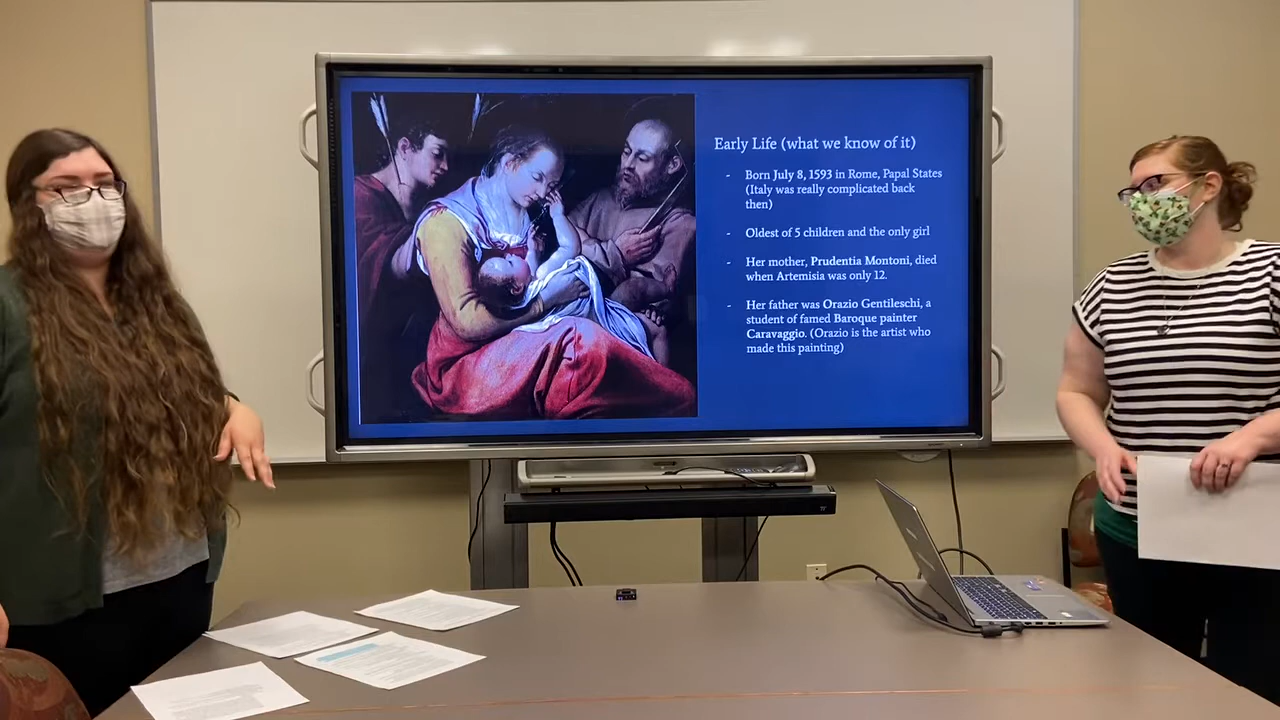 Early Life (what we know of it)
- Born July 8, 1593 in Rome, Papal States
(Italy was really complicated back
then)
- Oldest of 5 children and the only girl
- Her mother, Prudentia Montoni, died
when Artemisia was only 12.
- Her father was Orazio Gentileschi, a
student of famed Baroque painter
Caravaggio. (Orazio is the artist who
made this painting)